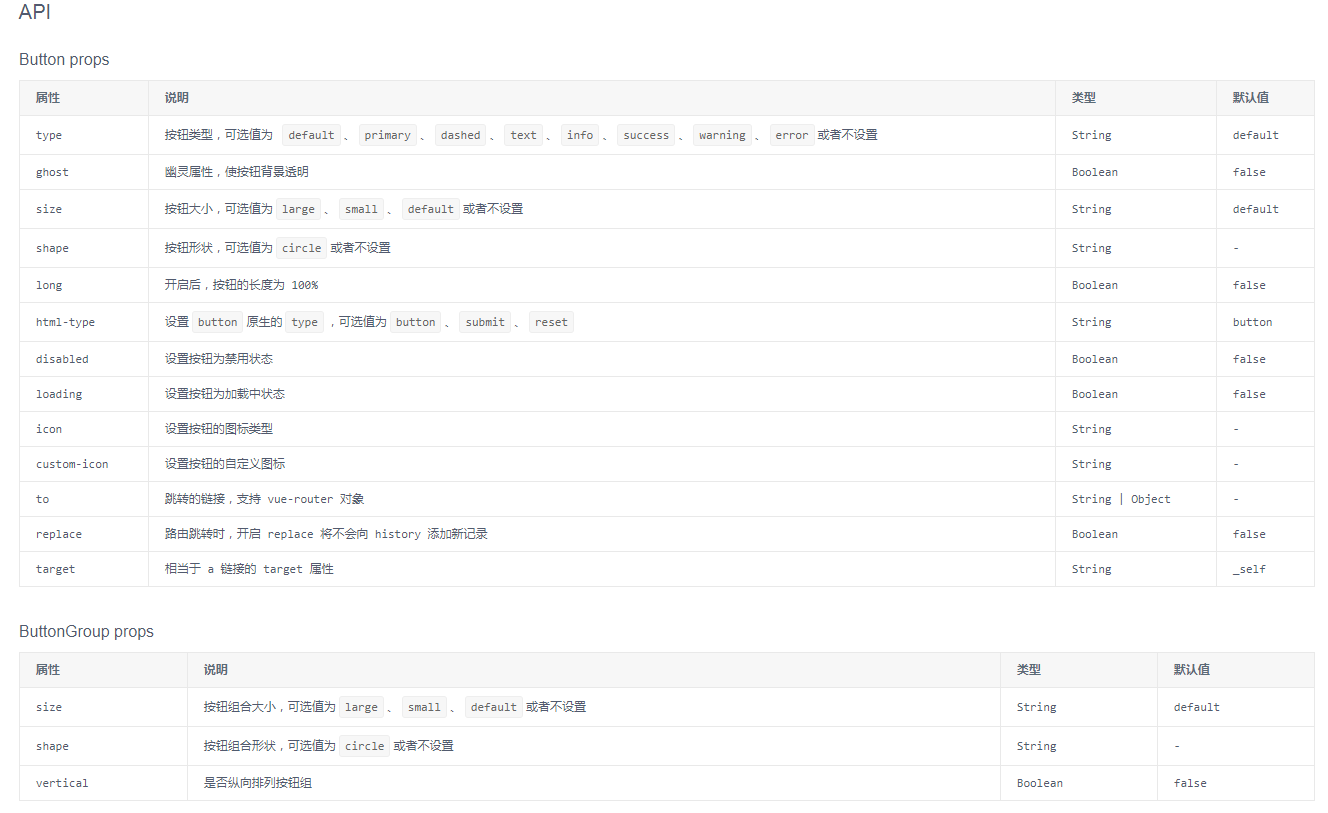 API
Button props
属性 说明 类型 默认值
type 按钮类型，可选值为 default 、 primary 、 dashed 、 text 、 info 、 success 、 warning 、 error 或者不设置 String default
ghost 幽灵属性，使按钮背景透明 Boolean false
size 按钮大小，可选值为 large 、 small 、 default 或者不设置 String default
shape 按钮形状，可选值为 circle 或者不设置 String -
long 开启后，按钮的长度为 100% Boolean false
html-type 设置 button 原生的 type ，可选值为 button 、 submit 、 reset String button
disabled 设置按钮为禁用状态 Boolean false
loading 设置按钮为加载中状态 Boolean false
icon 设置按钮的图标类型 String -
custom-icon 设置按钮的自定义图标 String -
to 跳转的链接，支持 vue-router 对象 String | Object -
replace 路由跳转时，开启 replace 将不会向 history 添加新记录 Boolean false
target 相当于 a 链接的 target 属性 String _self
ButtonGroup props
属性 说明 类型 默认值
size 按钮组合大小，可选值为 large 、 small 、 default 或者不设置 String default
shape 按钮组合形状，可选值为 circle 或者不设置 String -
vertical 是否纵向排列按钮组 Boolean false